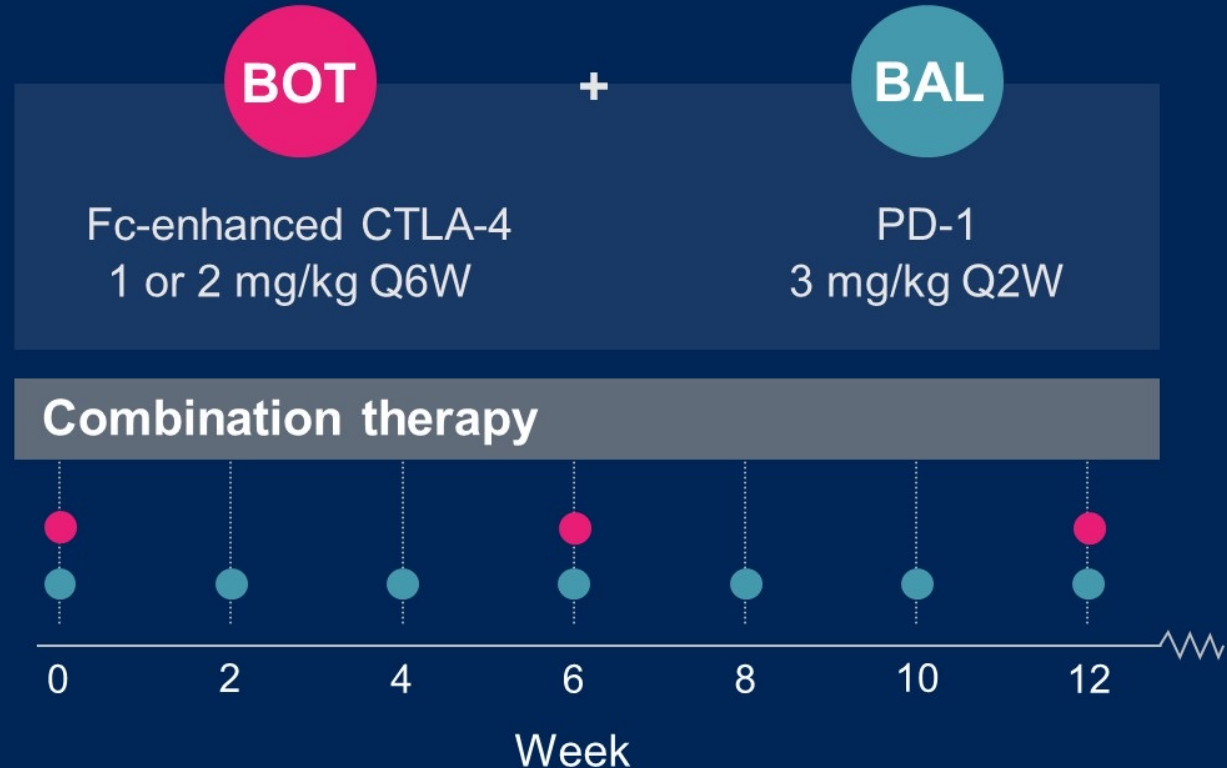 BOT + BAL
Fc-enhanced CTLA-4
1 or 2 mg/kg Q6W
PD-1
3 mg/kg Q2W
Combination therapy
0 2 4 6 8 10 12
Week